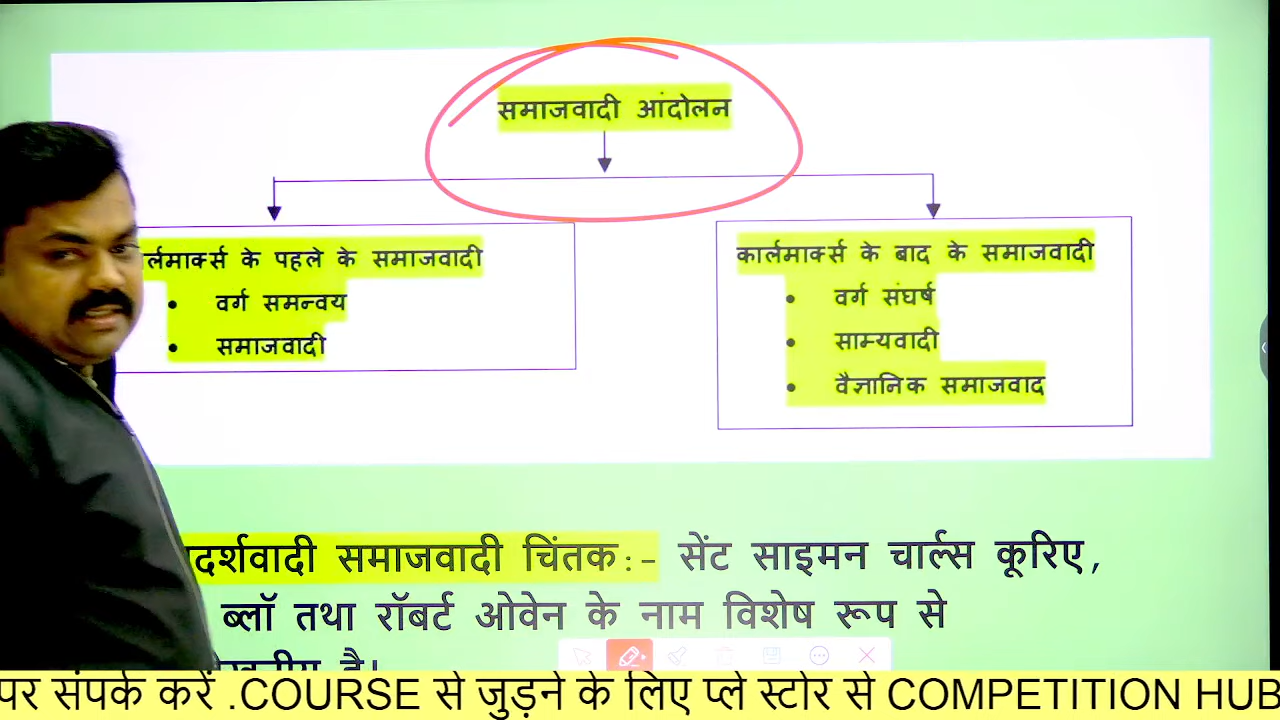 समाजवादी आंदोलन
र्लमार्क्स के पहले के समाजवादी
• वर्ग समन्वय
• समाजवादी
कार्लमार्क्स के बाद के समाजवादी
• वर्ग संघर्ष
• साम्यवादी
• वैज्ञानिक समाजवाद
दर्शवादी समाजवादी चिंतक:- सेंट साइमन चार्ल्स कूरिए,
ब्लॉ तथा रॉबर्ट ओवेन के नाम विशेष रूप से
है।
पर संपर्क करें .COURSE से जुड़ने के लिए प्ले स्टोर से COMPETITION HUB